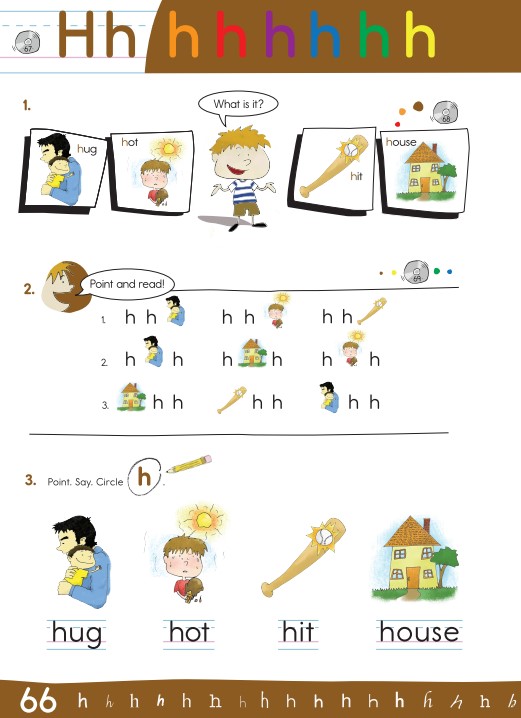 67
Hh hhhhhh
1.
What is it?
68
hug
hot
hit
house
2.
Point and read!
69
1. h h h h h h
2. h h h h h h
3. h h h h h h
3. Point. Say. Circle h.
hug hot hit house
66 h h h h h h h h h h h h h h h h h